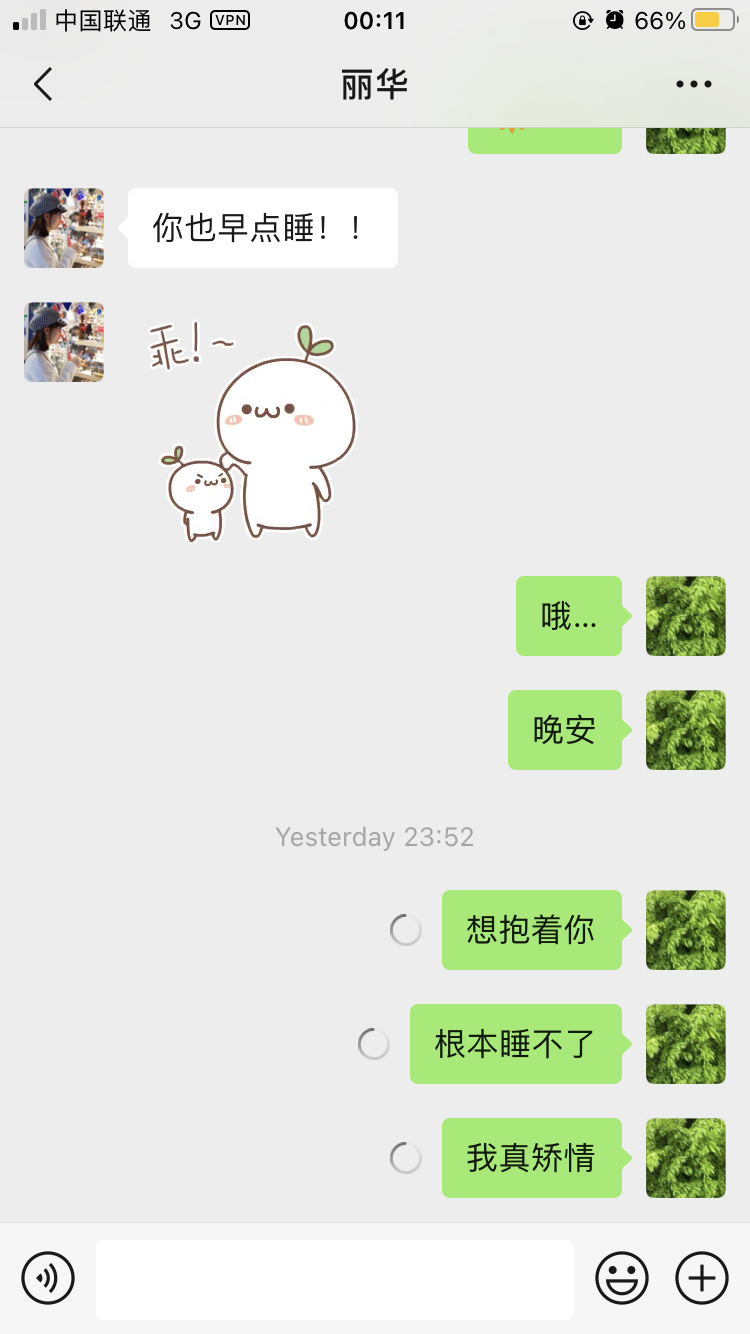 中国联通 3G VPN 00:11 66%
丽华
你也早点睡！！
乖!~
哦...
晚安
Yesterday 23:52
想抱着你
根本睡不了
我真矫情